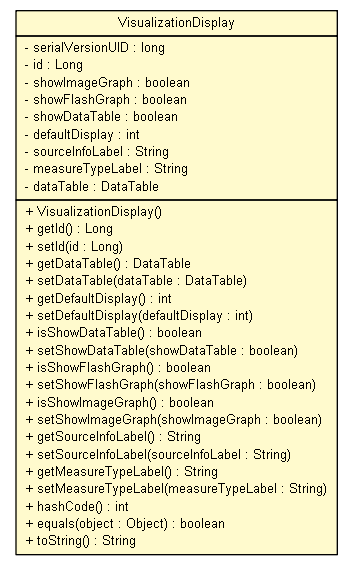 VisualizationDisplay
- serialVersionUID : long
- id : Long
- showImageGraph : boolean
- showFlashGraph : boolean
- showDataTable : boolean
- defaultDisplay : int
- sourceInfoLabel : String
- measureTypeLabel : String
- dataTable : DataTable
+ VisualizationDisplay()
+ getId() : Long
+ setId(id : Long)
+ getDataTable() : DataTable
+ setDataTable(dataTable : DataTable)
+ getDefaultDisplay() : int
+ setDefaultDisplay(defaultDisplay : int)
+ isShowDataTable() : boolean
+ setShowDataTable(showDataTable : boolean)
+ isShowFlashGraph() : boolean
+ setShowFlashGraph(showFlashGraph : boolean)
+ isShowImageGraph() : boolean
+ setShowImageGraph(showImageGraph : boolean)
+ getSourceInfoLabel() : String
+ setSourceInfoLabel(sourceInfoLabel : String)
+ getMeasureTypeLabel() : String
+ setMeasureTypeLabel(measureTypeLabel : String)
+ hashCode() : int
+ equals(object : Object) : boolean
+ toString() : String